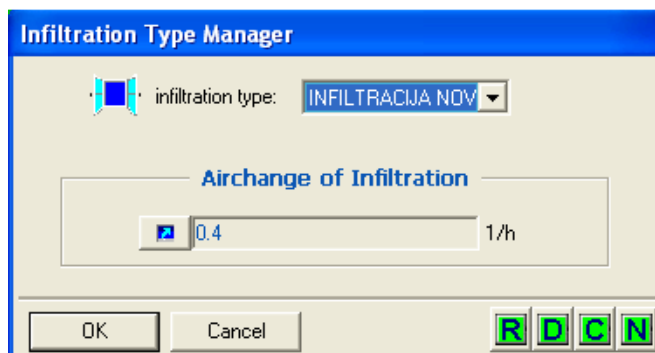 Infiltration Type Manager
infiltration type: INFILTRACIJA NOV
Airchange of Infiltration
0.4 1/h
OK Cancel R D C N